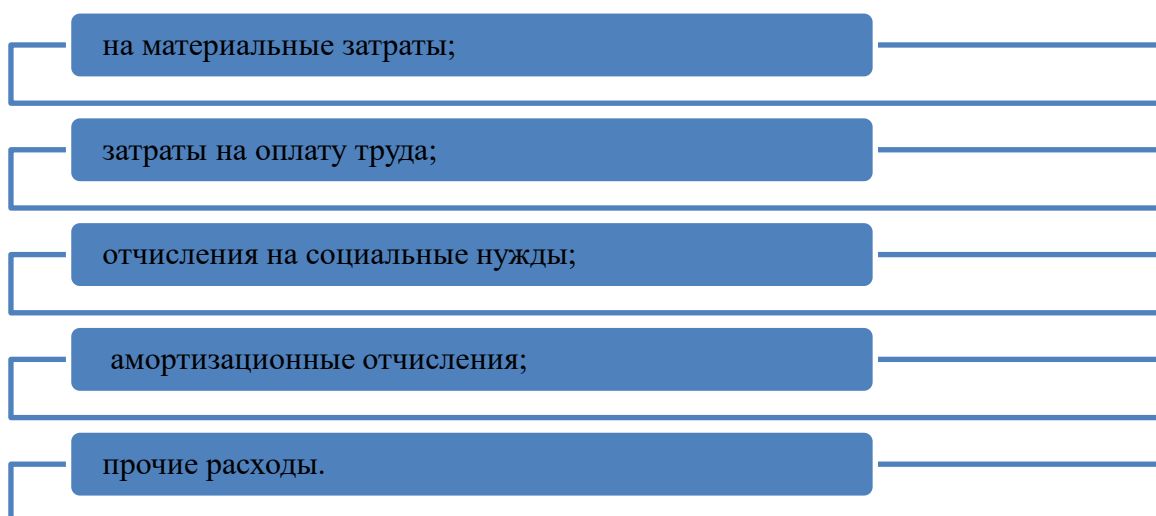 на материальные затраты;
затраты на оплату труда;
отчисления на социальные нужды;
амортизационные отчисления;
прочие расходы.